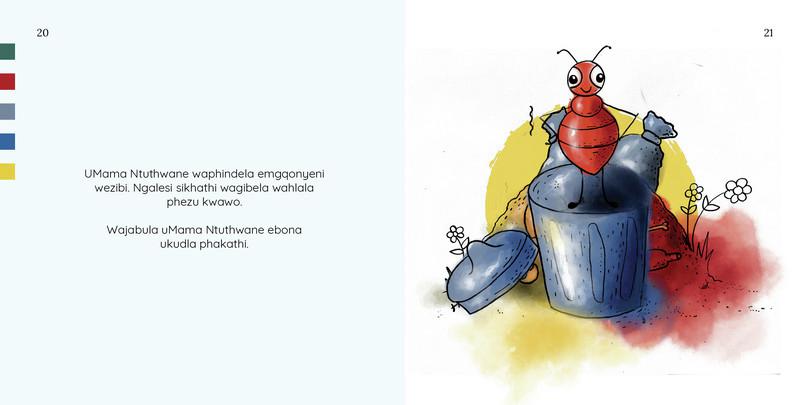 20
UMama Ntuthwane waphindela emgqonyeni
wezibi. Ngalesi sikhathi wagibela wahlala
phezu kwawo.
Wajabula uMama Ntuthwane ebona
ukudla phakathi.
21